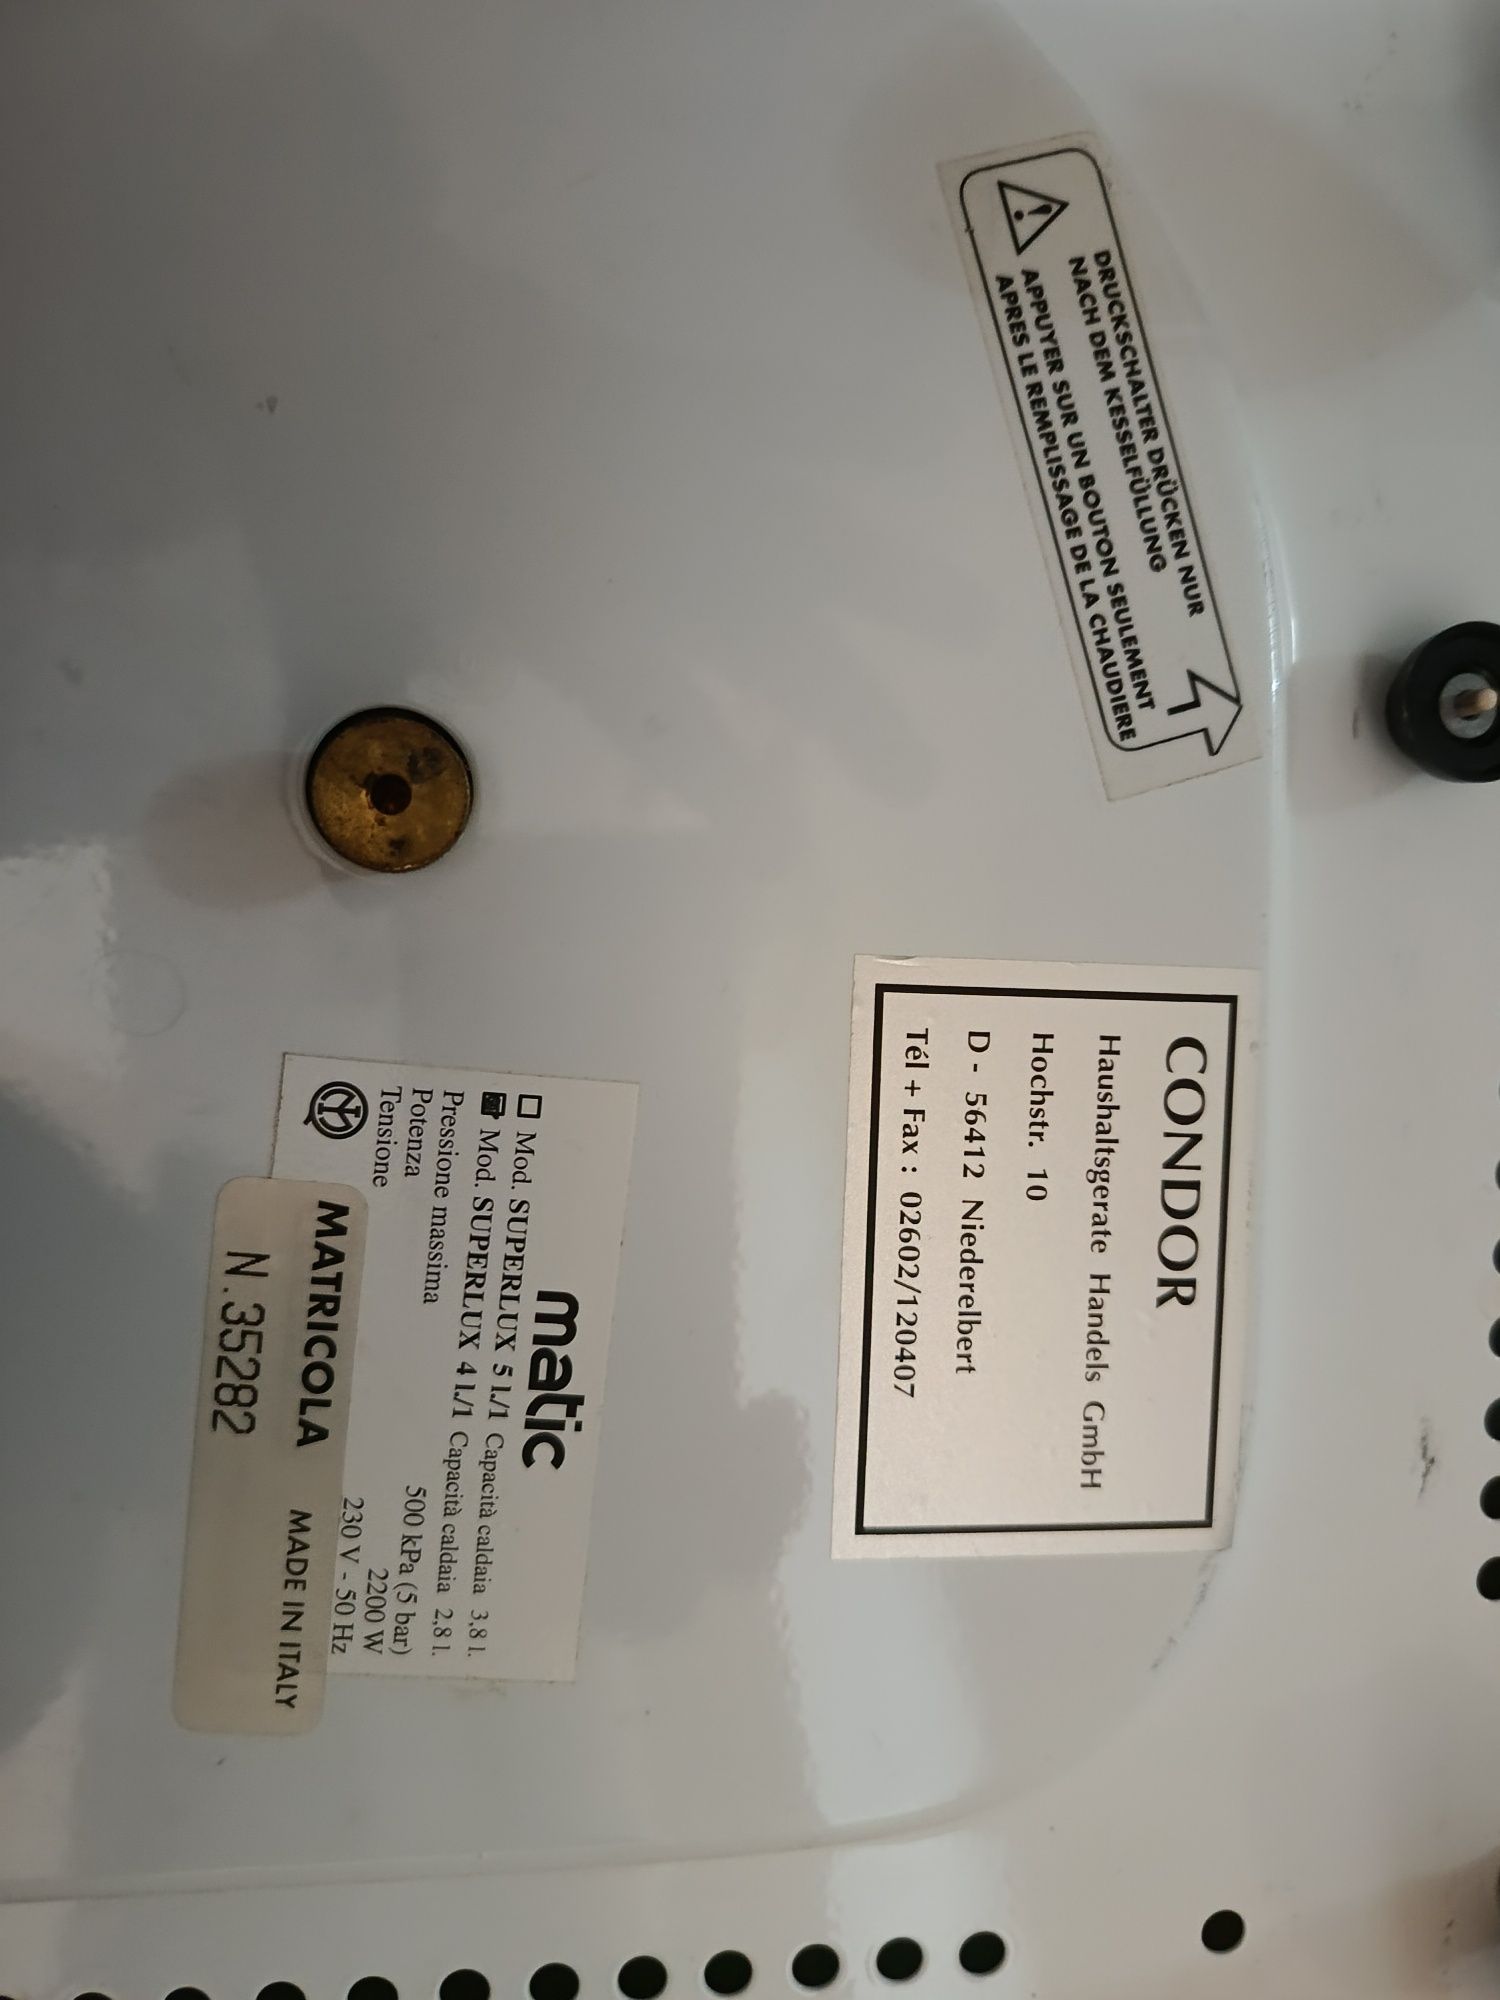 DRUCKSCHALTER DRÜCKEN NUR
NACH DEM KESSELFÜLLUNG
APPUYER SUR UN BOUTON SEULEMENT
APRES LE REMPLISSAGE DE LA CHAUDIERE
CONDOR
Haushaltsgerate Handels GmbH
Hochstr. 10
D - 56412 Niederelbert
Tél + Fax : 02602/120407
matic
Mod. SUPERLUX 5 l./1 Capacità caldaia 3,8 l.
Mod. SUPERLUX 4 l./1 Capacità caldaia 2,8 l.
Pressione massima 500 kPa (5 bar)
Potenza 2200 W
Tensione 230 V - 50 Hz
MATRICOLA MADE IN ITALY
N.35282